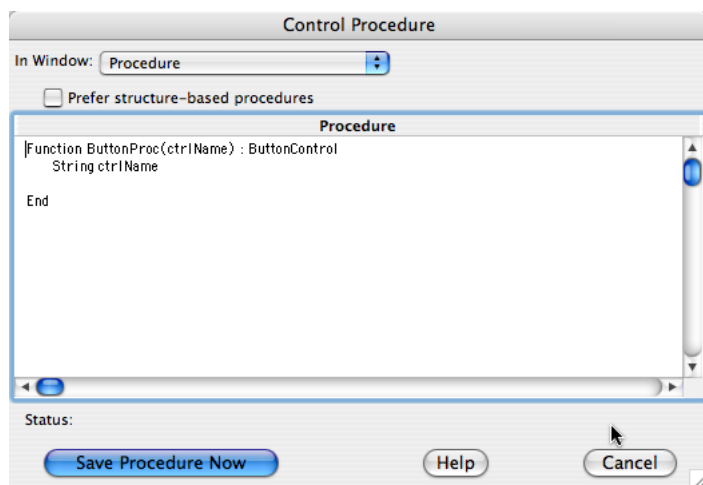 Control Procedure
In Window: Procedure
Prefer structure-based procedures
Procedure
Function ButtonProc(ctrlName) : ButtonControl
String ctrlName
End
Status:
Save Procedure Now Help Cancel